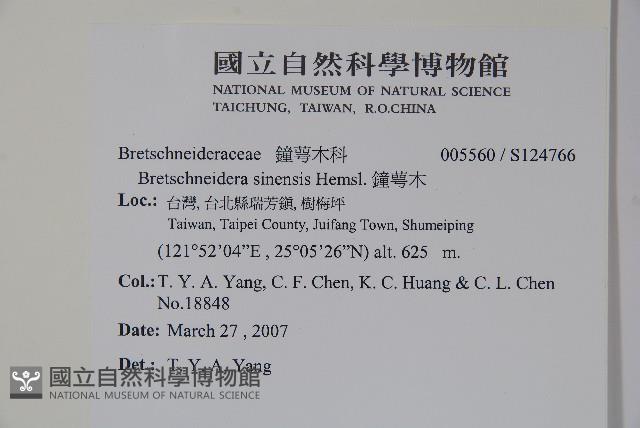 國立自然科學博物館
NATIONAL MUSEUM OF NATURAL SCIENCE
TAICHUNG, TAIWAN, R.O.CHINA
Bretschneideraceae 鐘萼木科 005560 / S124766
Bretschneidera sinensis Hemsl. 鐘萼木
Loc.: 台灣, 台北縣瑞芳鎮, 樹梅坪
Taiwan, Taipei County, Juifang Town, Shumeiping
(121°52’04”E , 25°05’26”N) alt. 625 m.
Col.: T. Y. A. Yang, C. F. Chen, K. C. Huang & C. L. Chen
No.18848
Date: March 27 , 2007
Det.: T. Y. A. Yang
國立自然科學博物館
NATIONAL MUSEUM OF NATURAL SCIENCE